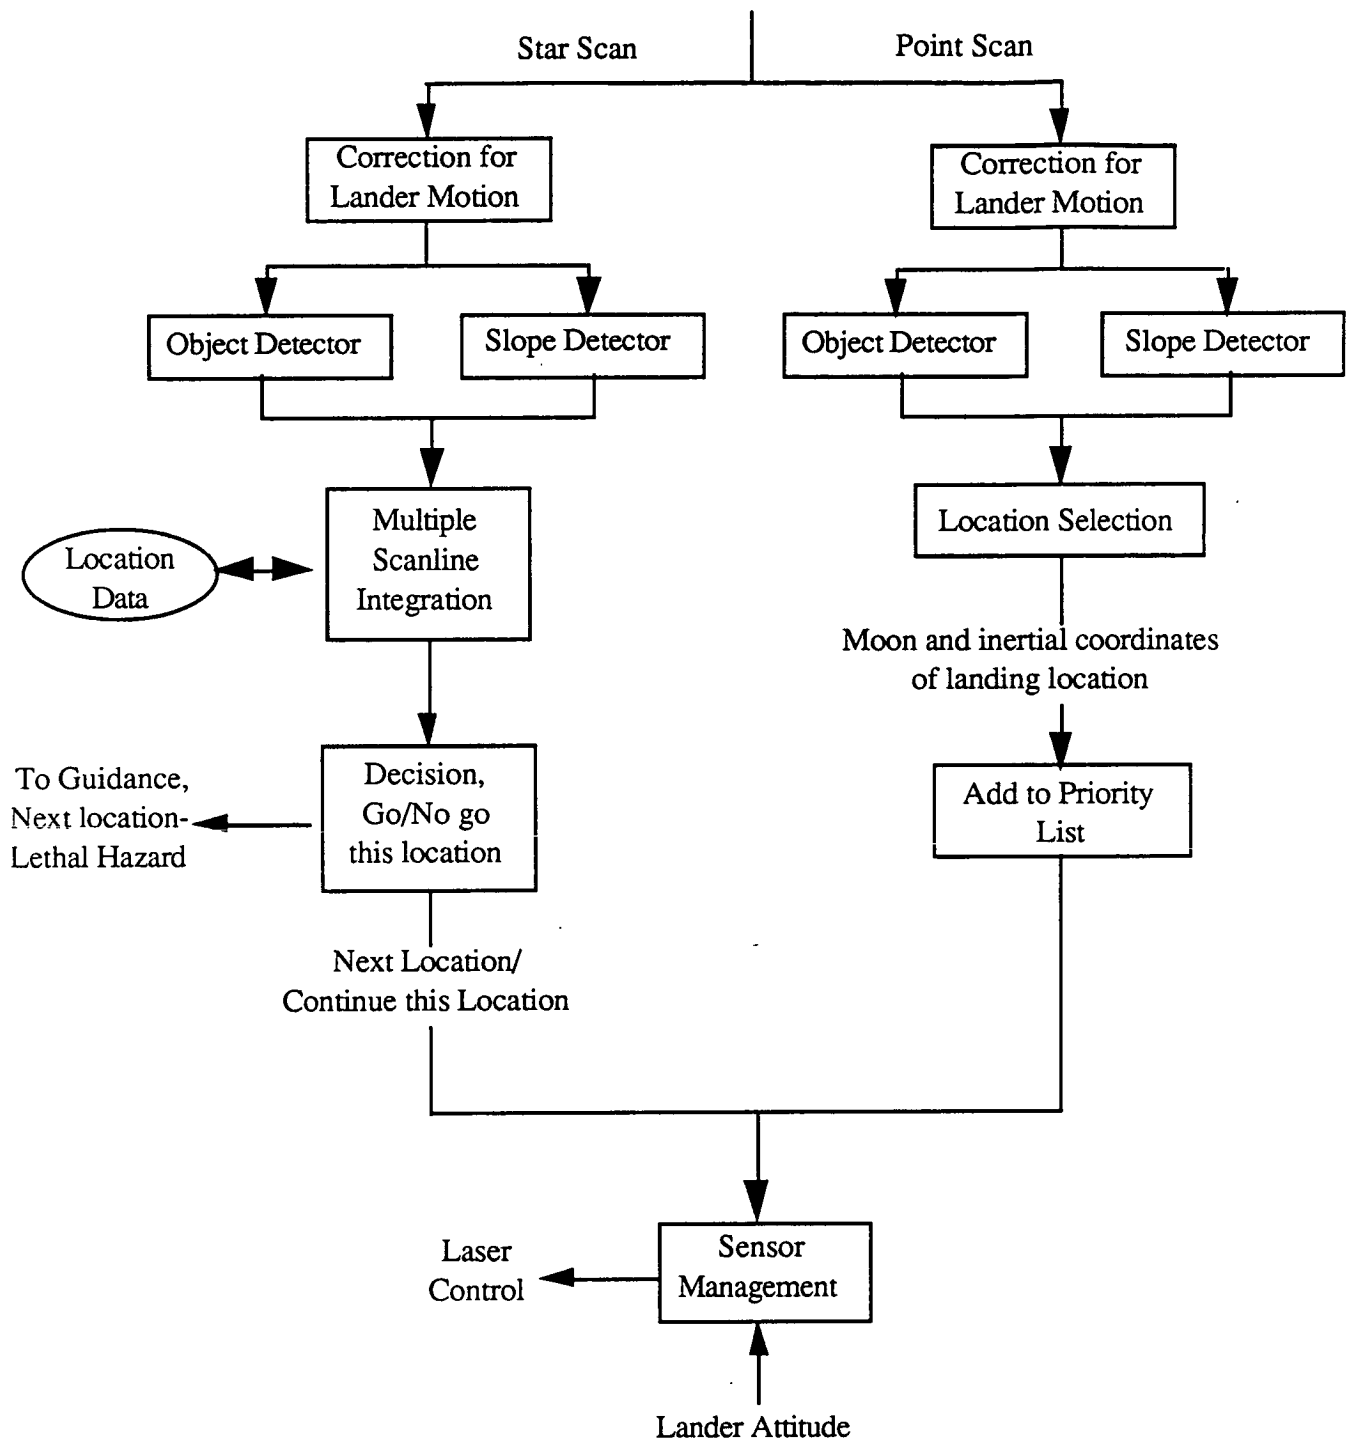 Star Scan
Point Scan
Correction for
Lander Motion
Correction for
Lander Motion
Object Detector
Slope Detector
Object Detector
Slope Detector
Multiple
Scanline
Integration
Location
Data
Location Selection
Moon and inertial coordinates
of landing location
Decision,
Go/No go
this location
To Guidance,
Next location-
Lethal Hazard
Add to Priority
List
Next Location/
Continue this Location
Sensor
Management
Laser
Control
Lander Attitude